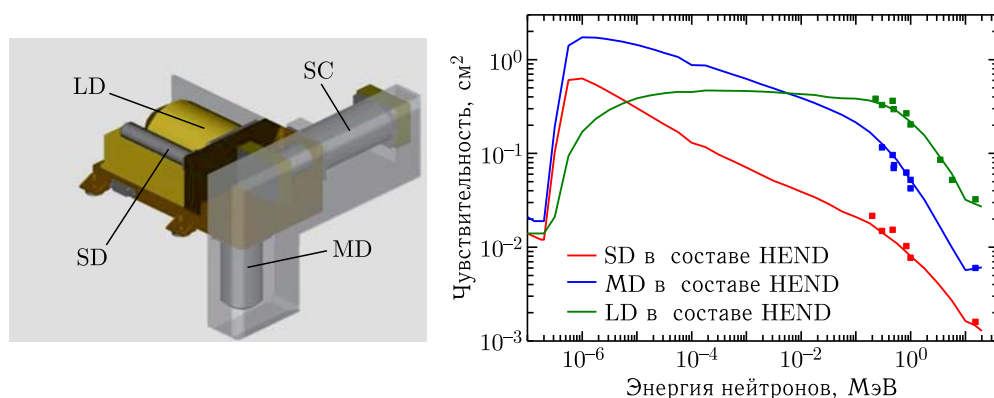 LD
SC
SD
MD
Чувствительность, см²
10⁰
10⁻¹
10⁻²
10⁻³
SD в составе HEND
MD в составе HEND
LD в составе HEND
10⁻⁶
10⁻⁴
10⁻²
10⁰
Энергия нейтронов, МэВ